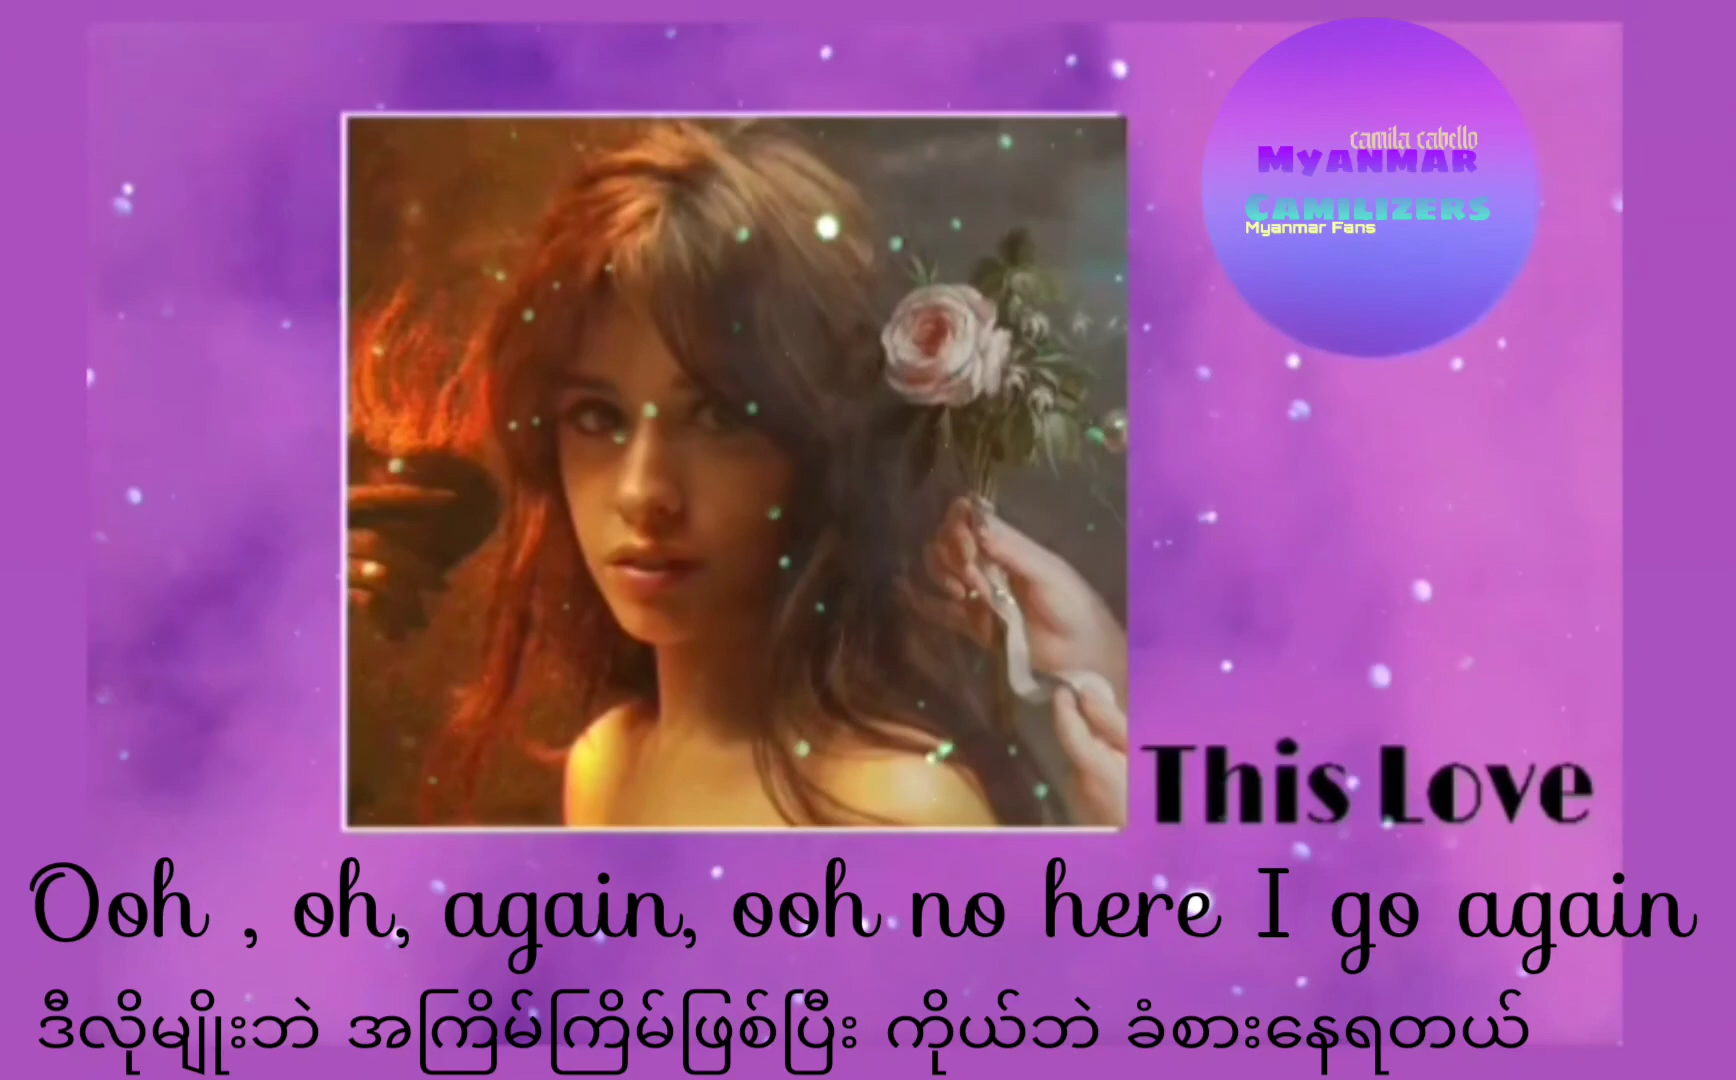 camila cabello
Myanmar
Camilizers
Myanmar Fans
This Love
Ooh , oh, again, ooh no here I go again
ဒီလိုမျိုးဘဲ အကြိမ်ကြိမ်ဖြစ်ပြီး ကိုယ်ဘဲ ခံစားနေရတယ်